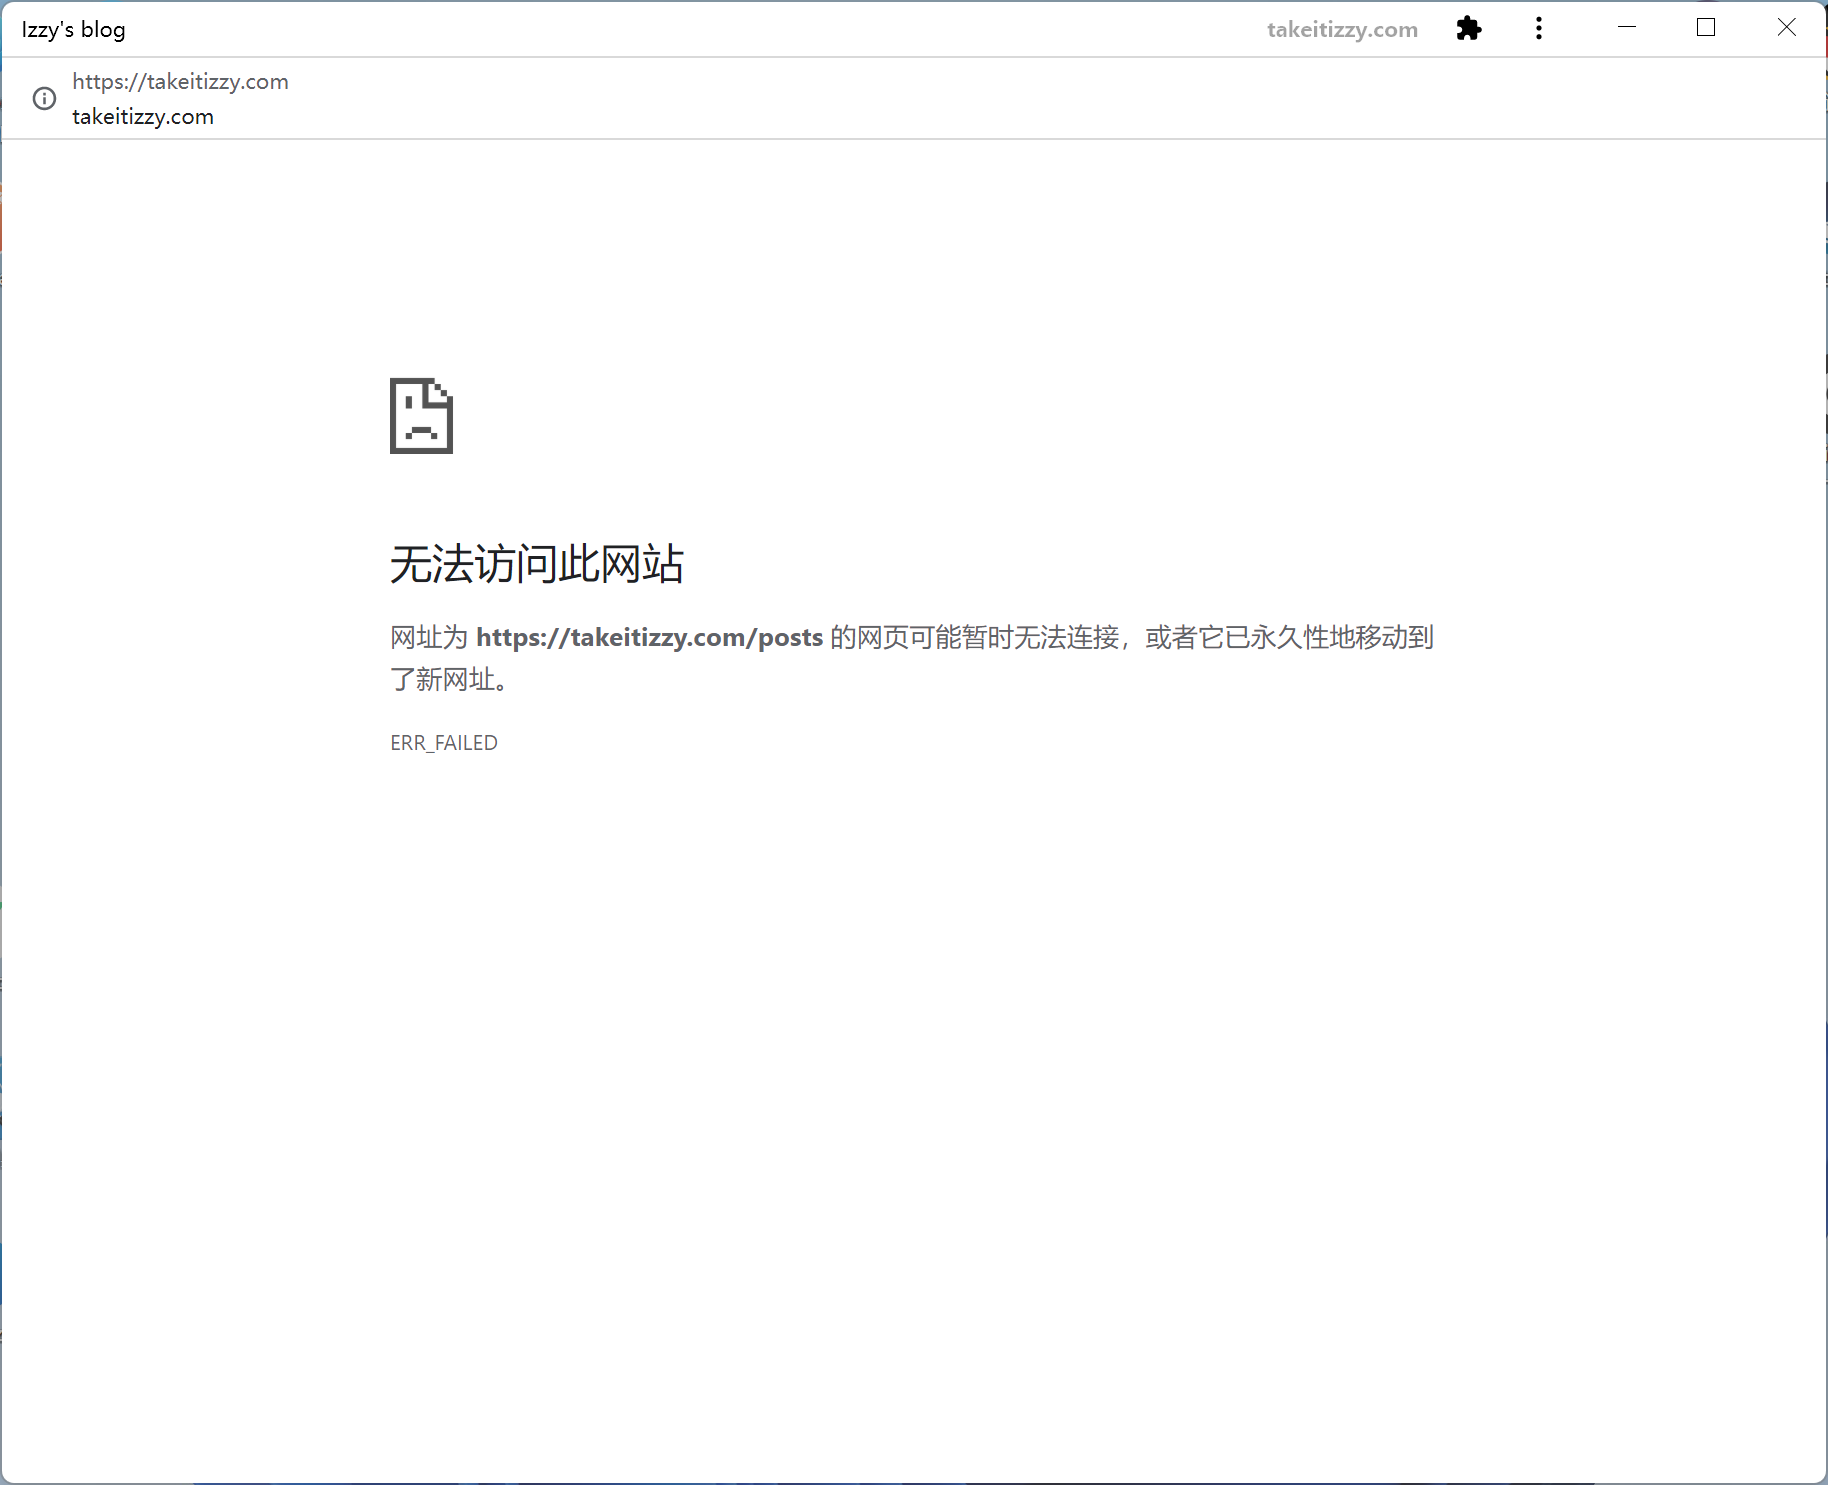 Izzy's blog
takeitizzy.com
https://takeitizzy.com
takeitizzy.com
无法访问此网站
网址为 https://takeitizzy.com/posts 的网页可能暂时无法连接，或者它已永久性地移动到
了新网址。
ERR_FAILED